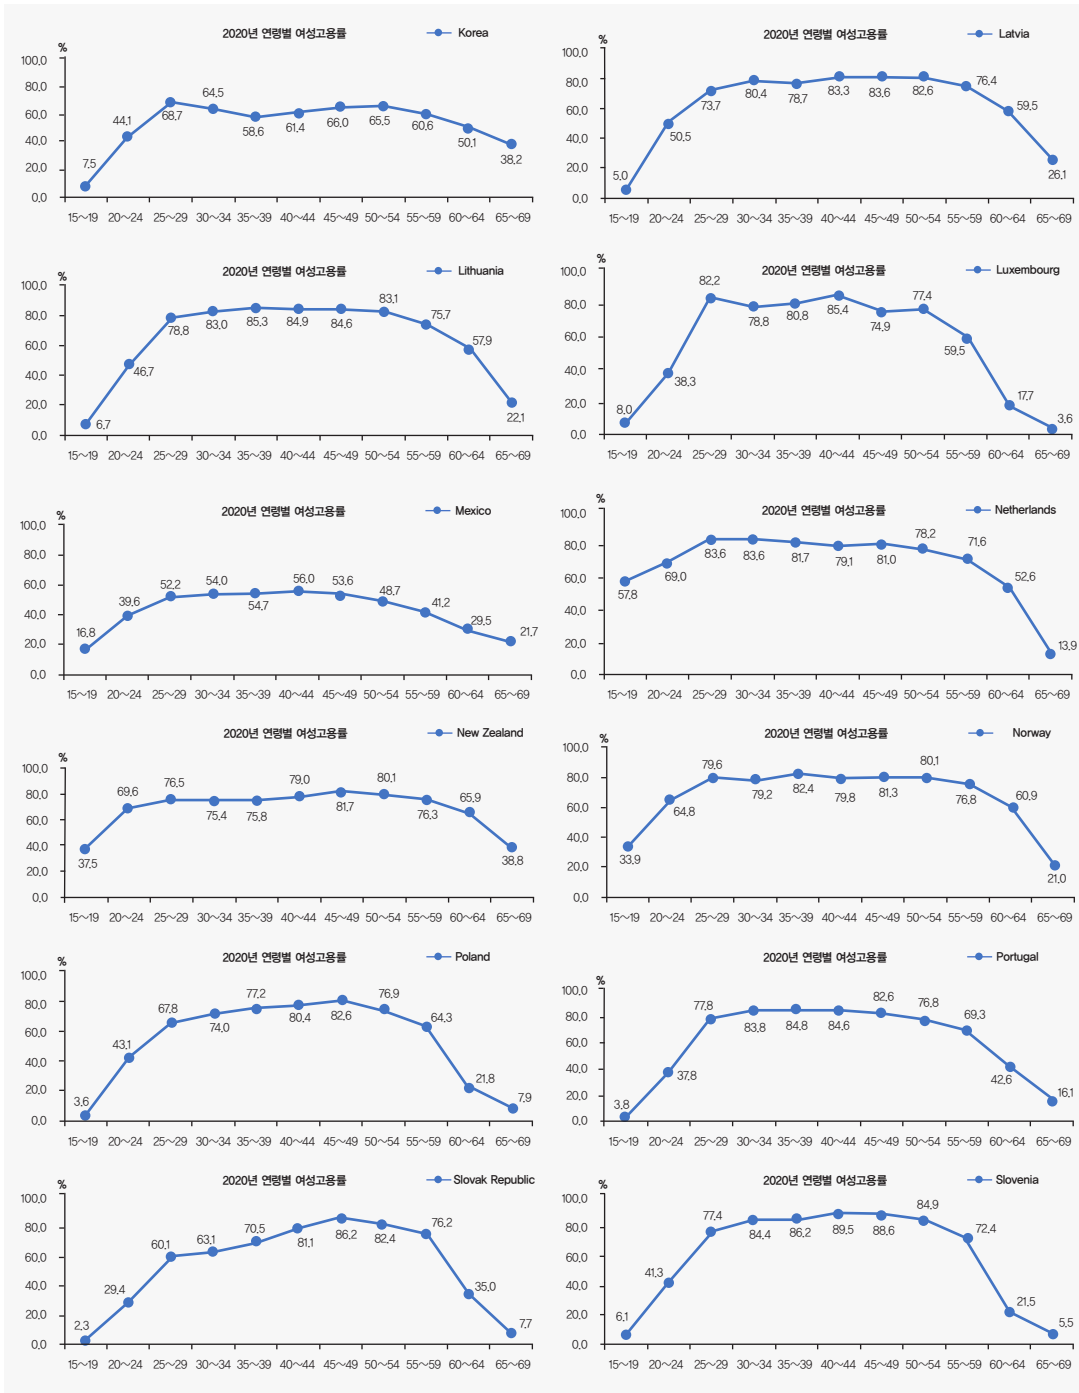 2020년 연령별 여성고용률 Korea
%
100.0
80.0
60.0
40.0
20.0
0.0
7.5 44.1 68.7 64.5 58.6 61.4 66.0 65.5 60.6 50.1 38.2
15~19 20~24 25~29 30~34 35~39 40~44 45~49 50~54 55~59 60~64 65~69
2020년 연령별 여성고용률 Latvia
%
100.0
80.0
60.0
40.0
20.0
0.0
5.0 50.5 73.7 80.4 78.7 83.3 83.6 82.6 76.4 59.5 26.1
15~19 20~24 25~29 30~34 35~39 40~44 45~49 50~54 55~59 60~64 65~69
2020년 연령별 여성고용률 Lithuania
%
100.0
80.0
60.0
40.0
20.0
0.0
6.7 46.7 78.8 83.0 85.3 84.9 84.6 83.1 75.7 57.9 22.1
15~19 20~24 25~29 30~34 35~39 40~44 45~49 50~54 55~59 60~64 65~69
2020년 연령별 여성고용률 Luxembourg
%
100.0
80.0
60.0
40.0
20.0
0.0
8.0 38.3 82.2 78.8 80.8 85.4 74.9 77.4 59.5 17.7 3.6
15~19 20~24 25~29 30~34 35~39 40~44 45~49 50~54 55~59 60~64 65~69
2020년 연령별 여성고용률 Mexico
%
100.0
80.0
60.0
40.0
20.0
0.0
16.8 39.6 52.2 54.0 54.7 56.0 53.6 48.7 41.2 29.5 21.7
15~19 20~24 25~29 30~34 35~39 40~44 45~49 50~54 55~59 60~64 65~69
2020년 연령별 여성고용률 Netherlands
%
100.0
80.0
60.0
40.0
20.0
0.0
57.8 69.0 83.6 83.6 81.7 79.1 81.0 78.2 71.6 52.6 13.9
15~19 20~24 25~29 30~34 35~39 40~44 45~49 50~54 55~59 60~64 65~69
2020년 연령별 여성고용률 New Zealand
%
100.0
80.0
60.0
40.0
20.0
0.0
37.5 69.6 76.5 75.4 75.8 79.0 81.7 80.1 76.3 65.9 38.8
15~19 20~24 25~29 30~34 35~39 40~44 45~49 50~54 55~59 60~64 65~69
2020년 연령별 여성고용률 Norway
%
100.0
80.0
60.0
40.0
20.0
0.0
33.9 64.8 79.6 79.2 82.4 79.8 81.3 80.1 76.8 60.9 21.0
15~19 20~24 25~29 30~34 35~39 40~44 45~49 50~54 55~59 60~64 65~69
2020년 연령별 여성고용률 Poland
%
100.0
80.0
60.0
40.0
20.0
0.0
3.6 43.1 67.8 74.0 77.2 80.4 82.6 76.9 64.3 21.8 7.9
15~19 20~24 25~29 30~34 35~39 40~44 45~49 50~54 55~59 60~64 65~69
2020년 연령별 여성고용률 Portugal
%
100.0
80.0
60.0
40.0
20.0
0.0
3.8 37.8 77.8 83.8 84.8 84.6 82.6 76.8 69.3 42.6 16.1
15~19 20~24 25~29 30~34 35~39 40~44 45~49 50~54 55~59 60~64 65~69
2020년 연령별 여성고용률 Slovak Republic
%
100.0
80.0
60.0
40.0
20.0
0.0
2.3 29.4 60.1 63.1 70.5 81.1 86.2 82.4 76.2 35.0 7.7
15~19 20~24 25~29 30~34 35~39 40~44 45~49 50~54 55~59 60~64 65~69
2020년 연령별 여성고용률 Slovenia
%
100.0
80.0
60.0
40.0
20.0
0.0
6.1 41.3 77.4 84.4 86.2 89.5 88.6 84.9 72.4 21.5 5.5
15~19 20~24 25~29 30~34 35~39 40~44 45~49 50~54 55~59 60~64 65~69